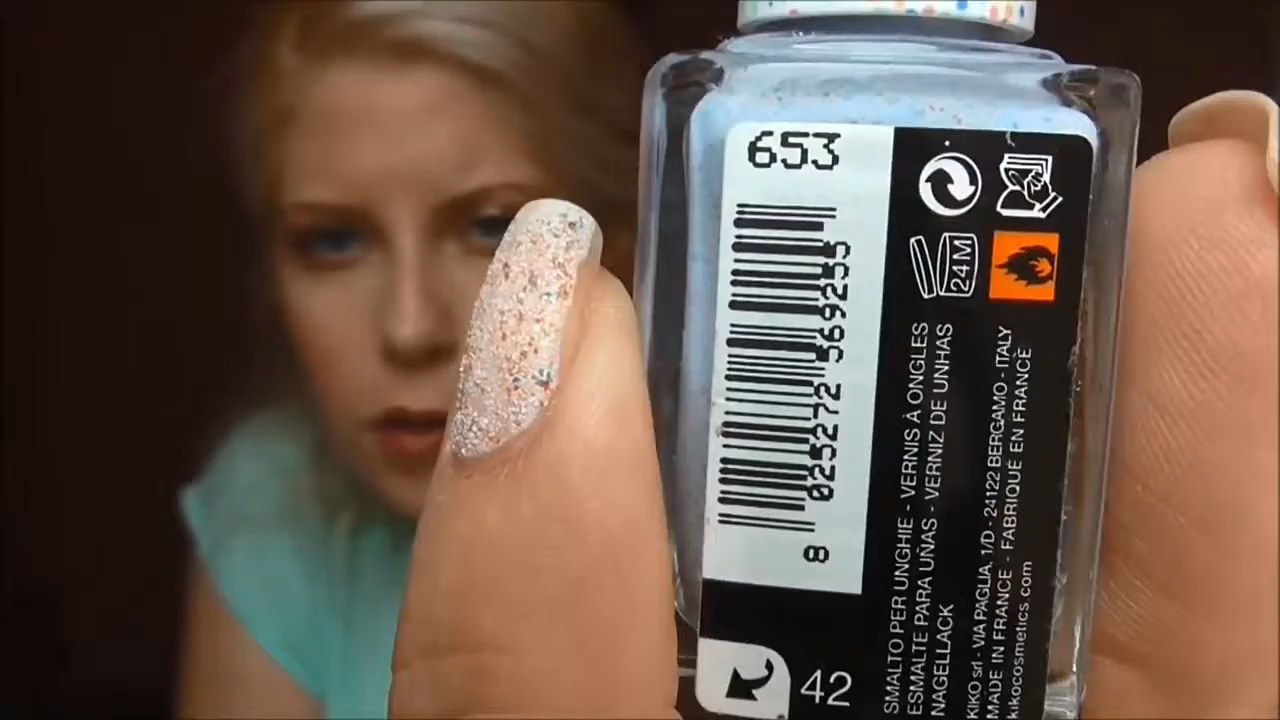 653
8 025272 569255
24M
SMALTO PER UNGHIE - VERNIS À ONGLES
ESMALTE PARA UÑAS - VERNIZ DE UNHAS
NAGELLACK
KIKO srl - VIA PAGLIA, 1/D - 24122 BERGAMO - ITALY
MADE IN FRANCE - FABRIQUÉ EN FRANCE
kikocosmetics.com
42